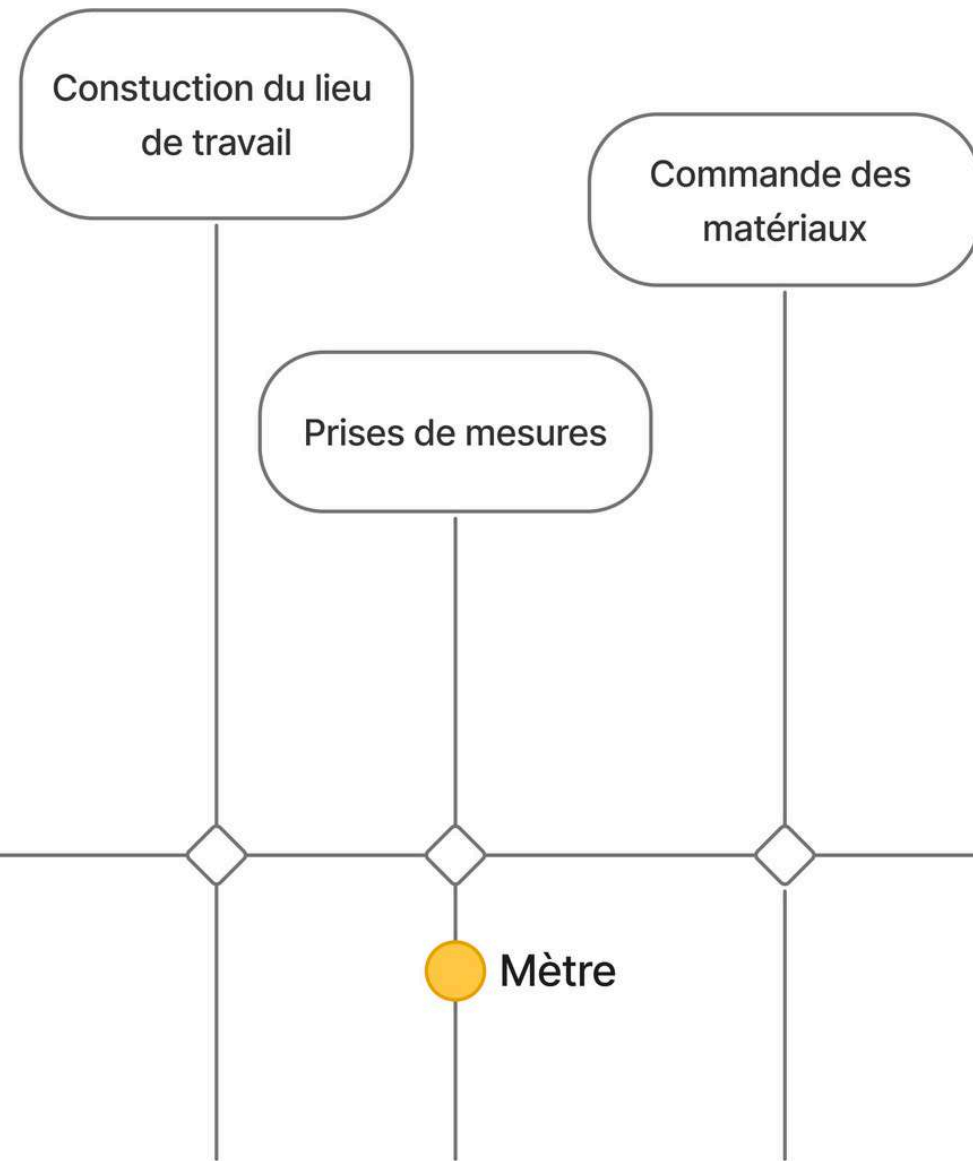 Constuction du lieu
de travail
Commande des
matériaux
Prises de mesures
Mètre